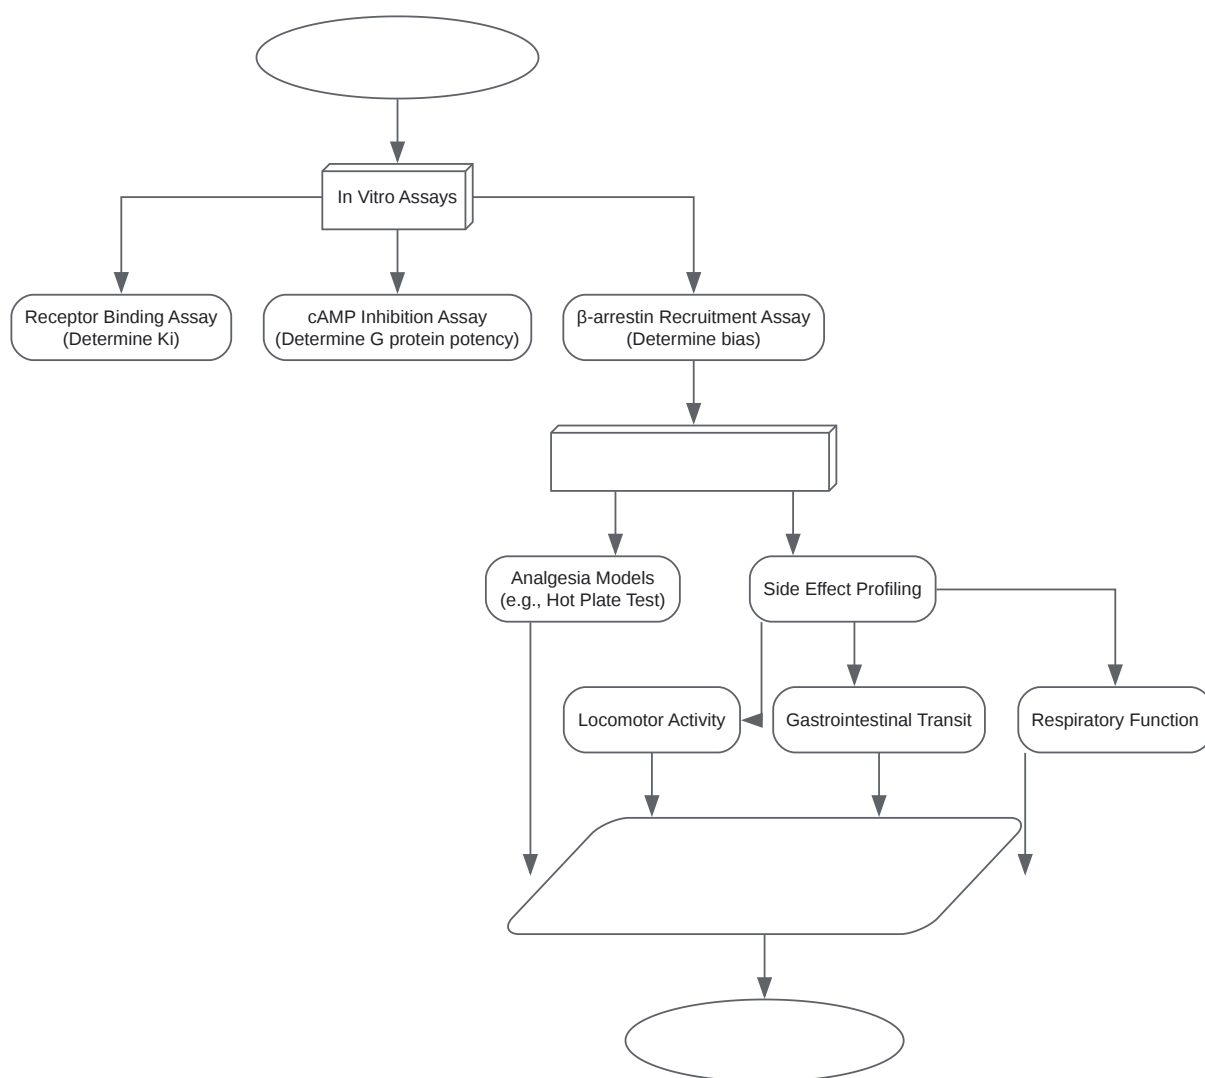 In Vitro Assays
Receptor Binding Assay
(Determine Ki)
cAMP Inhibition Assay
(Determine G protein potency)
β-arrestin Recruitment Assay
(Determine bias)
Analgesia Models
(e.g., Hot Plate Test)
Side Effect Profiling
Locomotor Activity
Gastrointestinal Transit
Respiratory Function